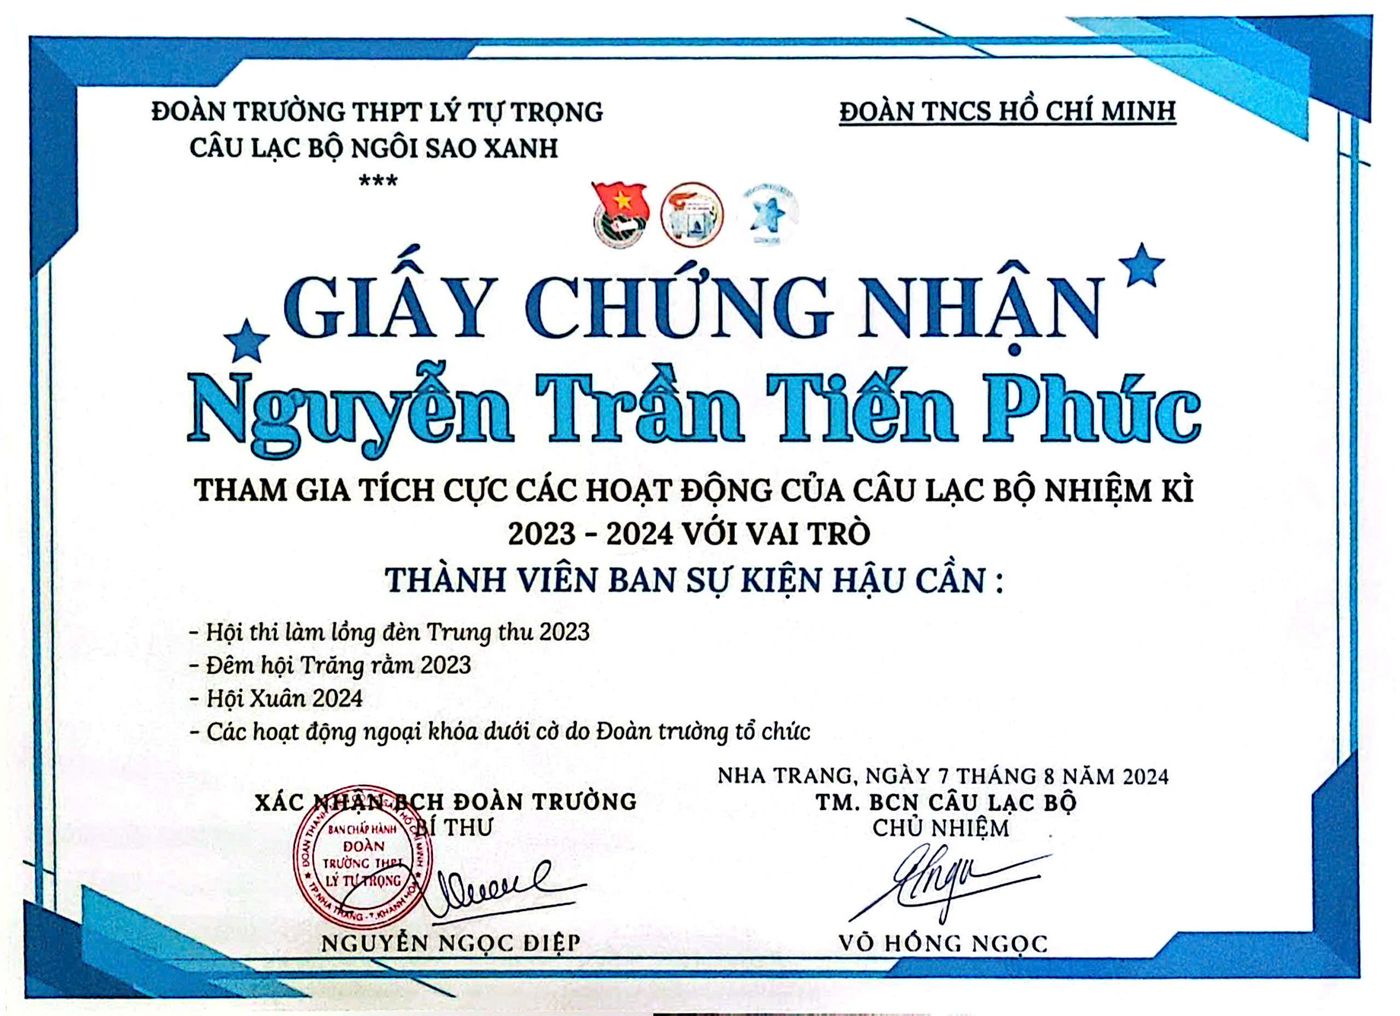 ĐOÀN TRƯỜNG THPT LÝ TỰ TRỌNG
CÂU LẠC BỘ NGÔI SAO XANH
***
ĐOÀN TNCS HỒ CHÍ MINH
GIẤY CHỨNG NHẬN
Nguyễn Trần Tiến Phúc
THAM GIA TÍCH CỰC CÁC HOẠT ĐỘNG CỦA CÂU LẠC BỘ NHIỆM KÌ
2023 - 2024 VỚI VAI TRÒ
THÀNH VIÊN BAN SỰ KIỆN HẬU CẦN :
- Hội thi làm lồng đèn Trung thu 2023
- Đêm hội Trăng rằm 2023
- Hội Xuân 2024
- Các hoạt động ngoại khóa dưới cờ do Đoàn trường tổ chức
NHA TRANG, NGÀY 7 THÁNG 8 NĂM 2024
XÁC NHẬN BCH ĐOÀN TRƯỜNG
BÍ THƯ
TM. BCN CÂU LẠC BỘ
CHỦ NHIỆM
BAN CHẤP HÀNH
ĐOÀN
TRƯỜNG THPT
LÝ TỰ TRỌNG
TP.NHA TRANG - T.KHÁNH HÒA
NGUYỄN NGỌC ĐIỆP
VÕ HỒNG NGỌC